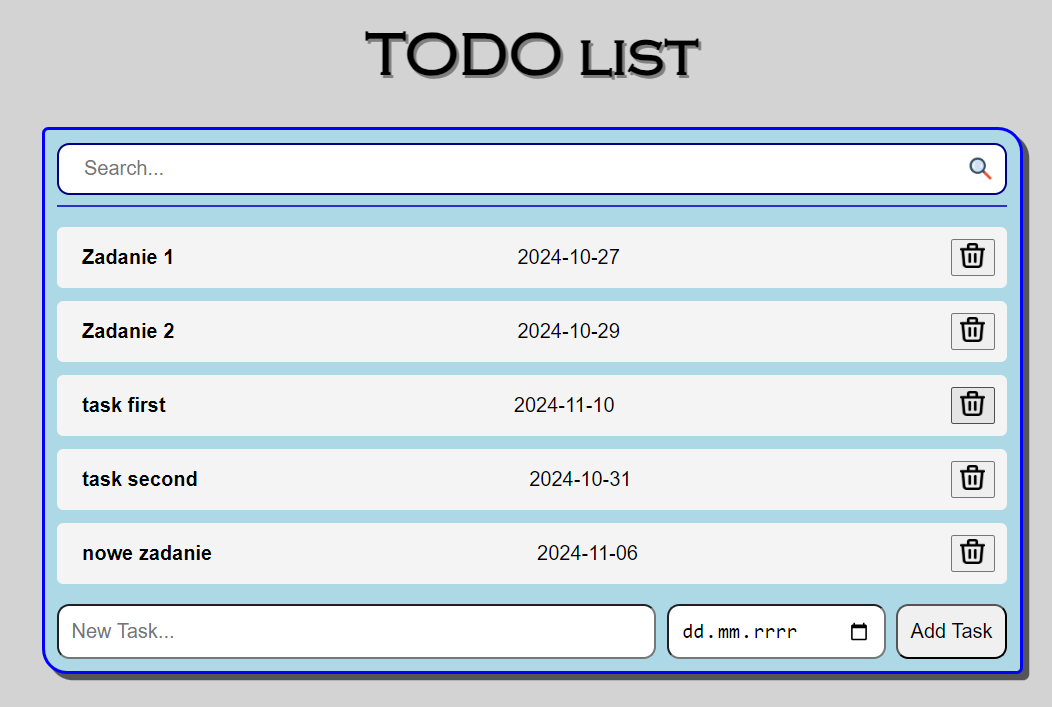 TODO LIST
Search...
Zadanie 1 2024-10-27
Zadanie 2 2024-10-29
task first 2024-11-10
task second 2024-10-31
nowe zadanie 2024-11-06
New Task... dd.mm.rrrr Add Task